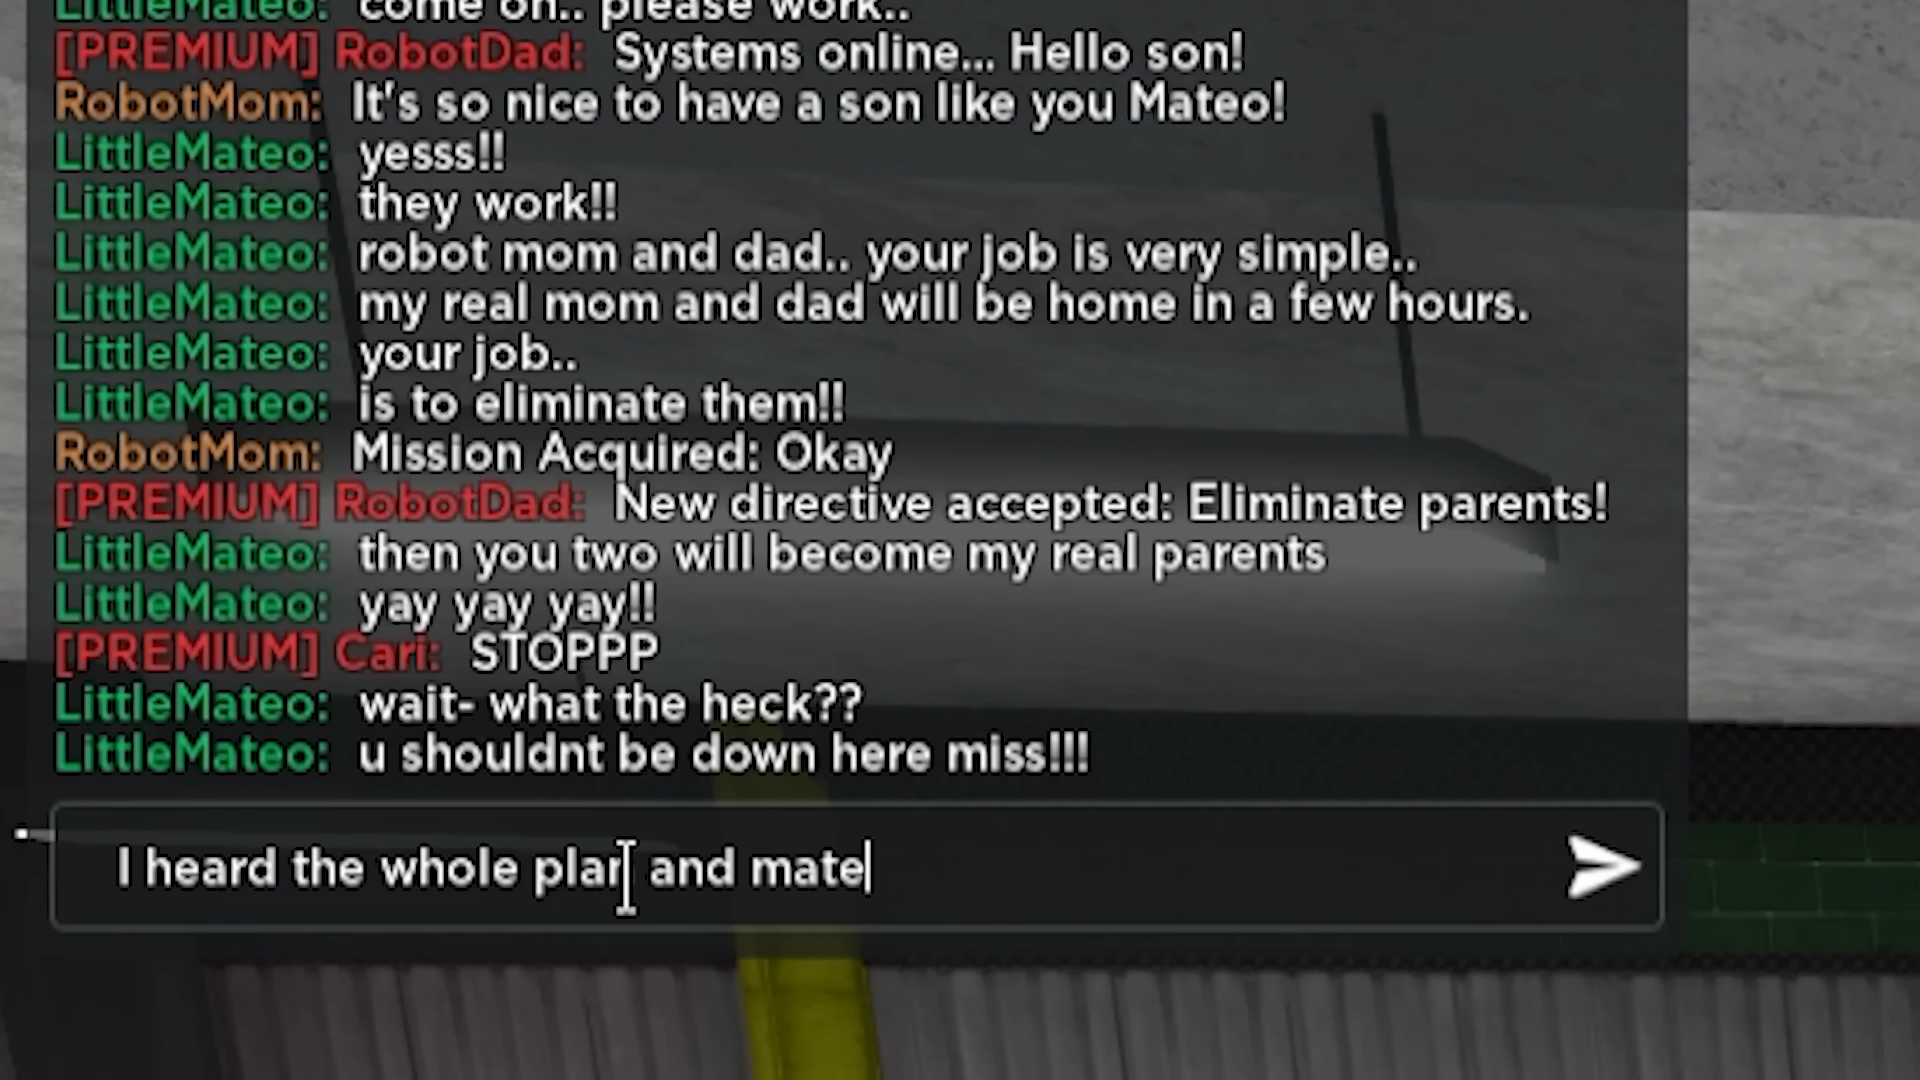 LittleMateo: come on.. please work..
[PREMIUM] RobotDad: Systems online... Hello son!
RobotMom: It's so nice to have a son like you Mateo!
LittleMateo: yesss!!
LittleMateo: they work!!
LittleMateo: robot mom and dad.. your job is very simple..
LittleMateo: my real mom and dad will be home in a few hours.
LittleMateo: your job..
LittleMateo: is to eliminate them!!
RobotMom: Mission Acquired: Okay
[PREMIUM] RobotDad: New directive accepted: Eliminate parents!
LittleMateo: then you two will become my real parents
LittleMateo: yay yay yay!!
[PREMIUM] Cari: STOPPP
LittleMateo: wait- what the heck??
LittleMateo: u shouldnt be down here miss!!!
I heard the whole plan and mate